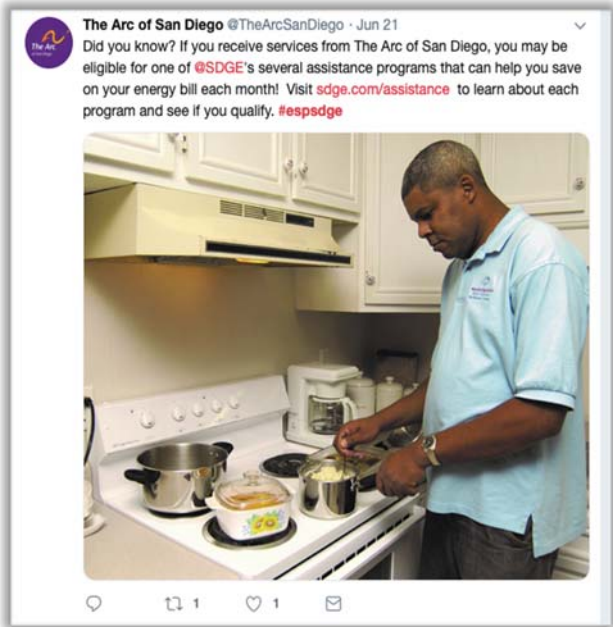 The Arc of San Diego @TheArcSanDiego · Jun 21
Did you know? If you receive services from The Arc of San Diego, you may be
eligible for one of @SDGE's several assistance programs that can help you save
on your energy bill each month! Visit sdge.com/assistance to learn about each
program and see if you qualify. #espsdge
The Arc
1 1